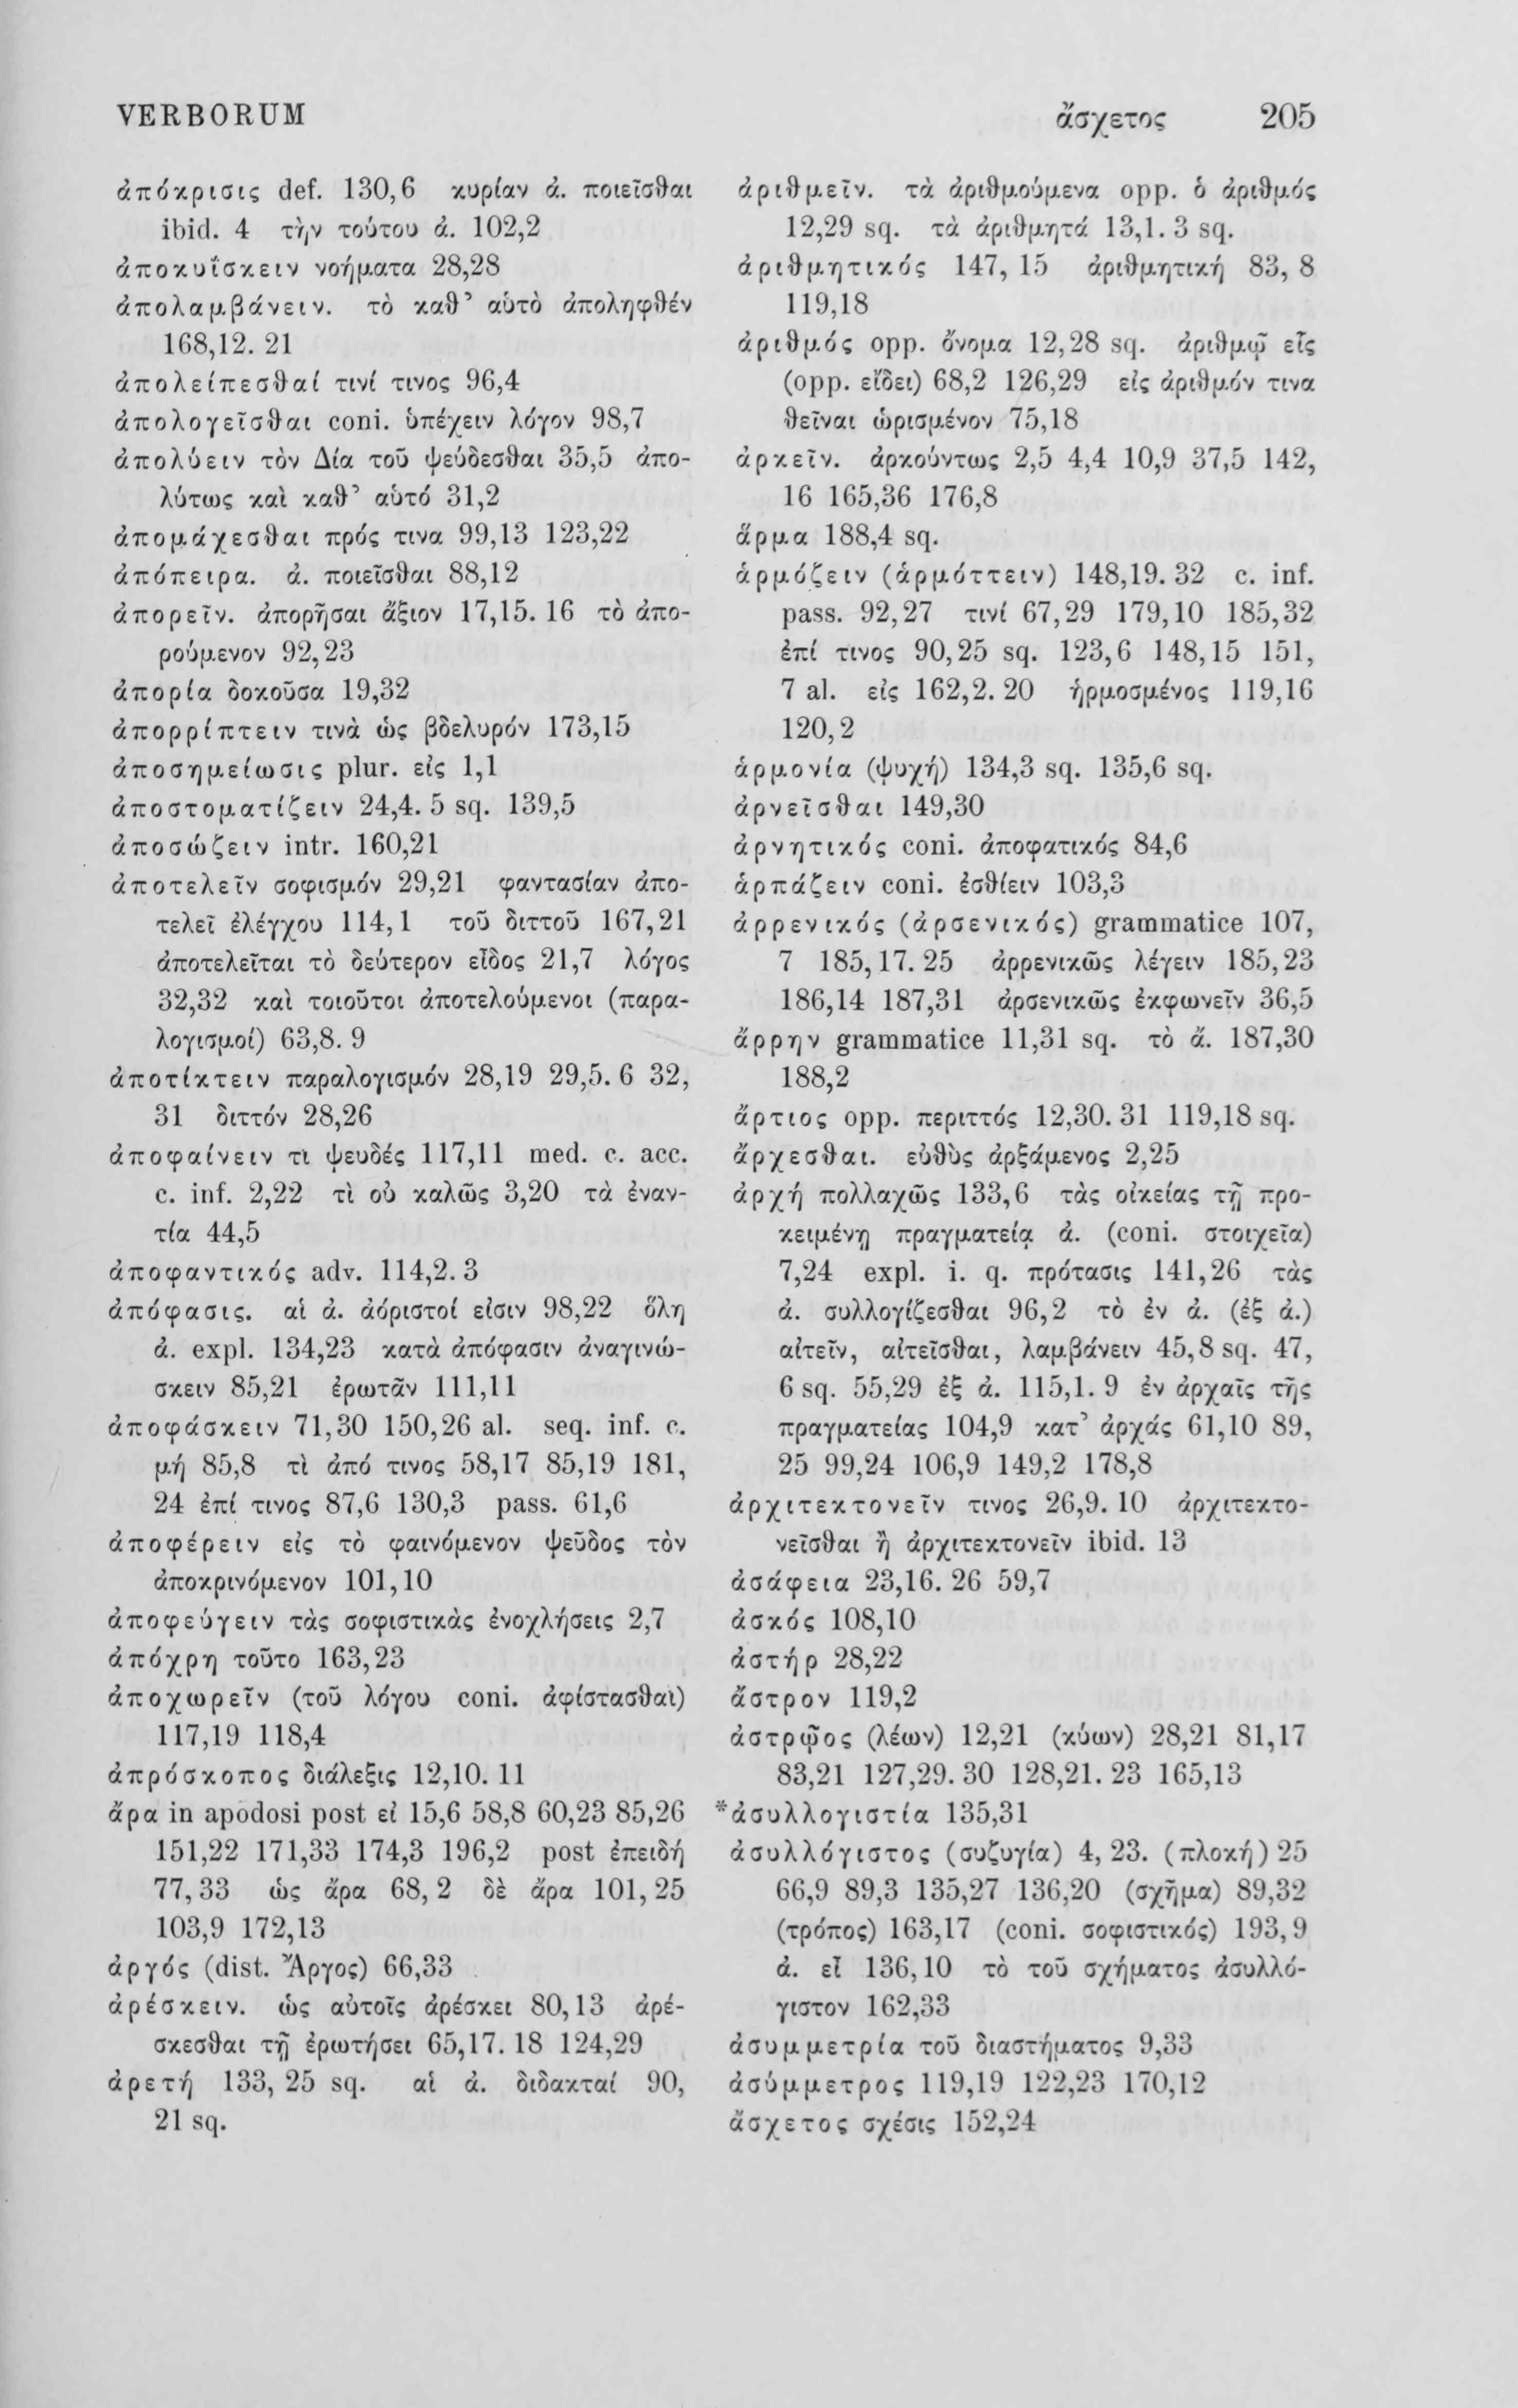 VERBORUM ἄσχετος 205
ἀπόκρισις def. 130,6 κυρίαν ἀ. ποιεῖσθαι
ibid. 4 τὴν τούτου ἀ. 102,2
ἀποκυΐσκειν νοήματα 28,28
ἀπολαμβάνειν. τὸ καθ’ αὑτὸ ἀποληφθέν
168,12. 21
ἀπολείπεσθαί τινί τινος 96,4
ἀπολογεῖσθαι coni. ὑπέχειν λόγον 98,7
ἀπολύειν τὸν Δία τοῦ ψεύδεσθαι 35,5 ἀπο-
λύτως καὶ καθ’ αὑτό 31,2
ἀπομάχεσθαι πρός τινα 99,13 123,22
ἀπόπειρα. ἀ. ποιεῖσθαι 88,12
ἀπορεῖν. ἀπορῆσαι ἄξιον 17,15. 16 τὸ ἀπο-
ρούμενον 92,23
ἀπορία δοκοῦσα 19,32
ἀπορρίπτειν τινὰ ὡς βδελυρόν 173,15
ἀποσημείωσις plur. εἰς 1,1
ἀποστοματίζειν 24,4. 5 sq. 139,5
ἀποσώζειν intr. 160,21
ἀποτελεῖν σοφισμόν 29,21 φαντασίαν ἀπο-
τελεῖ ἐλέγχου 114,1 τοῦ διττοῦ 167,21
ἀποτελεῖται τὸ δεύτερον εἶδος 21,7 λόγος
32,32 καὶ τοιοῦτοι ἀποτελούμενοι (παρα-
λογισμοί) 63,8. 9
ἀποτίκτειν παραλογισμόν 28,19 29,5. 6 32,
31 διττόν 28,26
ἀποφαίνειν τι ψευδές 117,11 med. c. acc.
c. inf. 2,22 τὶ οὐ καλῶς 3,20 τὰ ἐναν-
τία 44,5
ἀποφαντικός adv. 114,2. 3
ἀπόφασις. αἱ ἀ. ἀόριστοί εἰσιν 98,22 ὅλη
ἀ. expl. 134,23 κατὰ ἀπόφασιν ἀναγινώ-
σκειν 85,21 ἐρωτᾶν 111,11
ἀποφάσκειν 71,30 150,26 al. seq. inf. c.
μή 85,8 τὶ ἀπό τινος 58,17 85,19 181,
24 ἐπί τινος 87,6 130,3 pass. 61,6
ἀποφέρειν εἰς τὸ φαινόμενον ψεῦδος τὸν
ἀποκρινόμενον 101,10
ἀποφεύγειν τὰς σοφιστικὰς ἐνοχλήσεις 2,7
ἀπόχρη τοῦτο 163,23
ἀποχωρεῖν (τοῦ λόγου coni. ἀφίστασθαι)
117,19 118,4
ἀπρόσκοπος διάλεξις 12,10. 11
ἄρα in apodosi post εἰ 15,6 58,8 60,23 85,26
151,22 171,33 174,3 196,2 post ἐπειδή
77,33 ὡς ἄρα 68,2 δὲ ἄρα 101,25
103,9 172,13
ἀργός (dist. Ἄργος) 66,33
ἀρέσκειν. ὡς αὐτοῖς ἀρέσκει 80,13 ἀρέ-
σκεσθαι τῇ ἐρωτήσει 65,17. 18 124,29
ἀρετή 133, 25 sq. αἱ ἀ. διδακταί 90,
21 sq.
ἀριθμεῖν. τὰ ἀριθμούμενα opp. ὁ ἀριθμός
12,29 sq. τὰ ἀριθμητά 13,1. 3 sq.
ἀριθμητικός 147, 15 ἀριθμητική 83, 8
119,18
ἀριθμός opp. ὄνομα 12,28 sq. ἀριθμῷ εἷς
(opp. εἴδει) 68,2 126,29 εἰς ἀριθμόν τινα
θεῖναι ὡρισμένον 75,18
ἀρκεῖν. ἀρκούντως 2,5 4,4 10,9 37,5 142,
16 165,36 176,8
ἅρμα 188,4 sq.
ἁρμόζειν (ἁρμόττειν) 148,19. 32 c. inf.
pass. 92,27 τινί 67,29 179,10 185,32
ἐπί τινος 90,25 sq. 123,6 148,15 151,
7 al. εἰς 162,2. 20 ἡρμοσμένος 119,16
120,2
ἁρμονία (ψυχή) 134,3 sq. 135,6 sq.
ἀρνεῖσθαι 149,30
ἀρνητικός coni. ἀποφατικός 84,6
ἁρπάζειν coni. ἐσθίειν 103,3
ἀρρενικός (ἀρσενικός) grammatice 107,
7 185,17. 25 ἀρρενικῶς λέγειν 185,23
186,14 187,31 ἀρσενικῶς ἐκφωνεῖν 36,5
ἄρρην grammatice 11,31 sq. τὸ ἄ. 187,30
188,2
ἄρτιος opp. περιττός 12,30. 31 119,18 sq.
ἄρχεσθαι. εὐθὺς ἀρξάμενος 2,25
ἀρχή πολλαχῶς 133,6 τὰς οἰκείας τῇ προ-
κειμένῃ πραγματείᾳ ἀ. (coni. στοιχεῖα)
7,24 expl. i. q. πρότασις 141,26 τὰς
ἀ. συλλογίζεσθαι 96,2 τὸ ἐν ἀ. (ἐξ ἀ.)
αἰτεῖν, αἰτεῖσθαι, λαμβάνειν 45,8 sq. 47,
6 sq. 55,29 ἐξ ἀ. 115,1. 9 ἐν ἀρχαῖς τῆς
πραγματείας 104,9 κατ’ ἀρχάς 61,10 89,
25 99,24 106,9 149,2 178,8
ἀρχιτεκτονεῖν τινος 26,9. 10 ἀρχιτεκτο-
νεῖσθαι ἢ ἀρχιτεκτονεῖν ibid. 13
ἀσάφεια 23,16. 26 59,7
ἀσκός 108,10
ἀστήρ 28,22
ἄστρον 119,2
ἀστρῷος (λέων) 12,21 (κύων) 28,21 81,17
83,21 127,29. 30 128,21. 23 165,13
*ἀσυλλογιστία 135,31
ἀσυλλόγιστος (συζυγία) 4, 23. (πλοκή) 25
66,9 89,3 135,27 136,20 (σχῆμα) 89,32
(τρόπος) 163,17 (coni. σοφιστικός) 193,9
ἀ. εἶ 136,10 τὸ τοῦ σχήματος ἀσυλλό-
γιστον 162,33
ἀσυμμετρία τοῦ διαστήματος 9,33
ἀσύμμετρος 119,19 122,23 170,12
ἄσχετος σχέσις 152,24